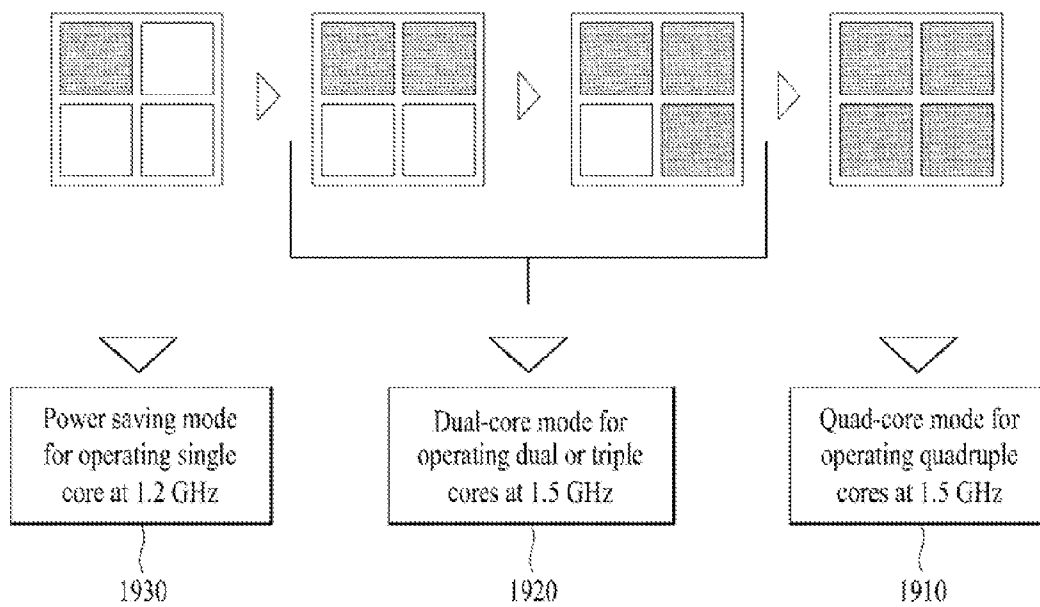 Power saving mode
for operating single
core at 1.2 GHz
Dual-core mode for
operating dual or triple
cores at 1.5 GHz
Quad-core mode for
operating quadruple
cores at 1.5 GHz
1930
1920
1910